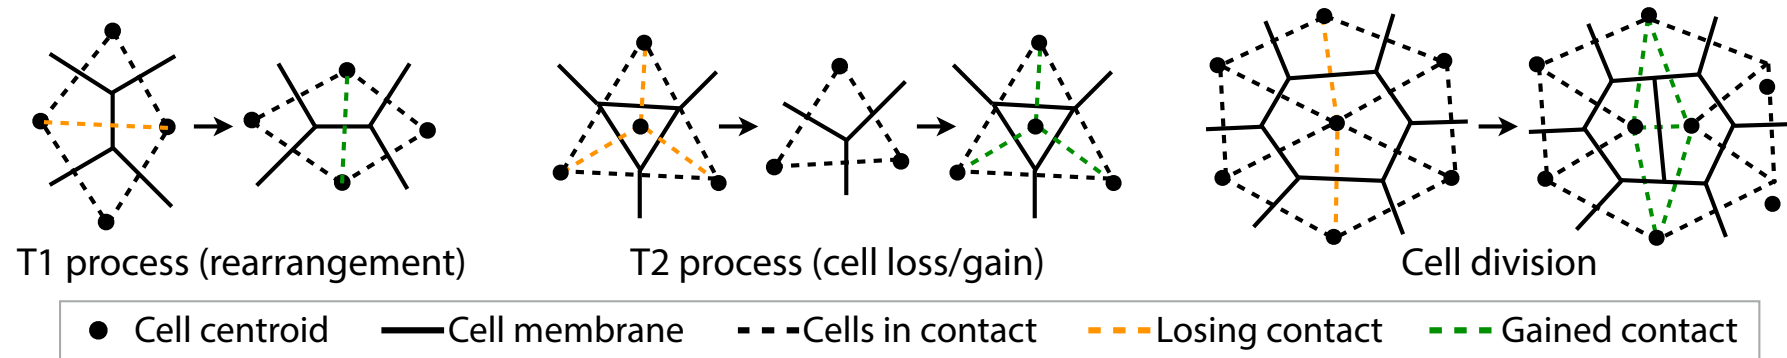 T1 process (rearrangement)
T2 process (cell loss/gain)
Cell division
Cell centroid
Cell membrane
Cells in contact
Losing contact
Gained contact